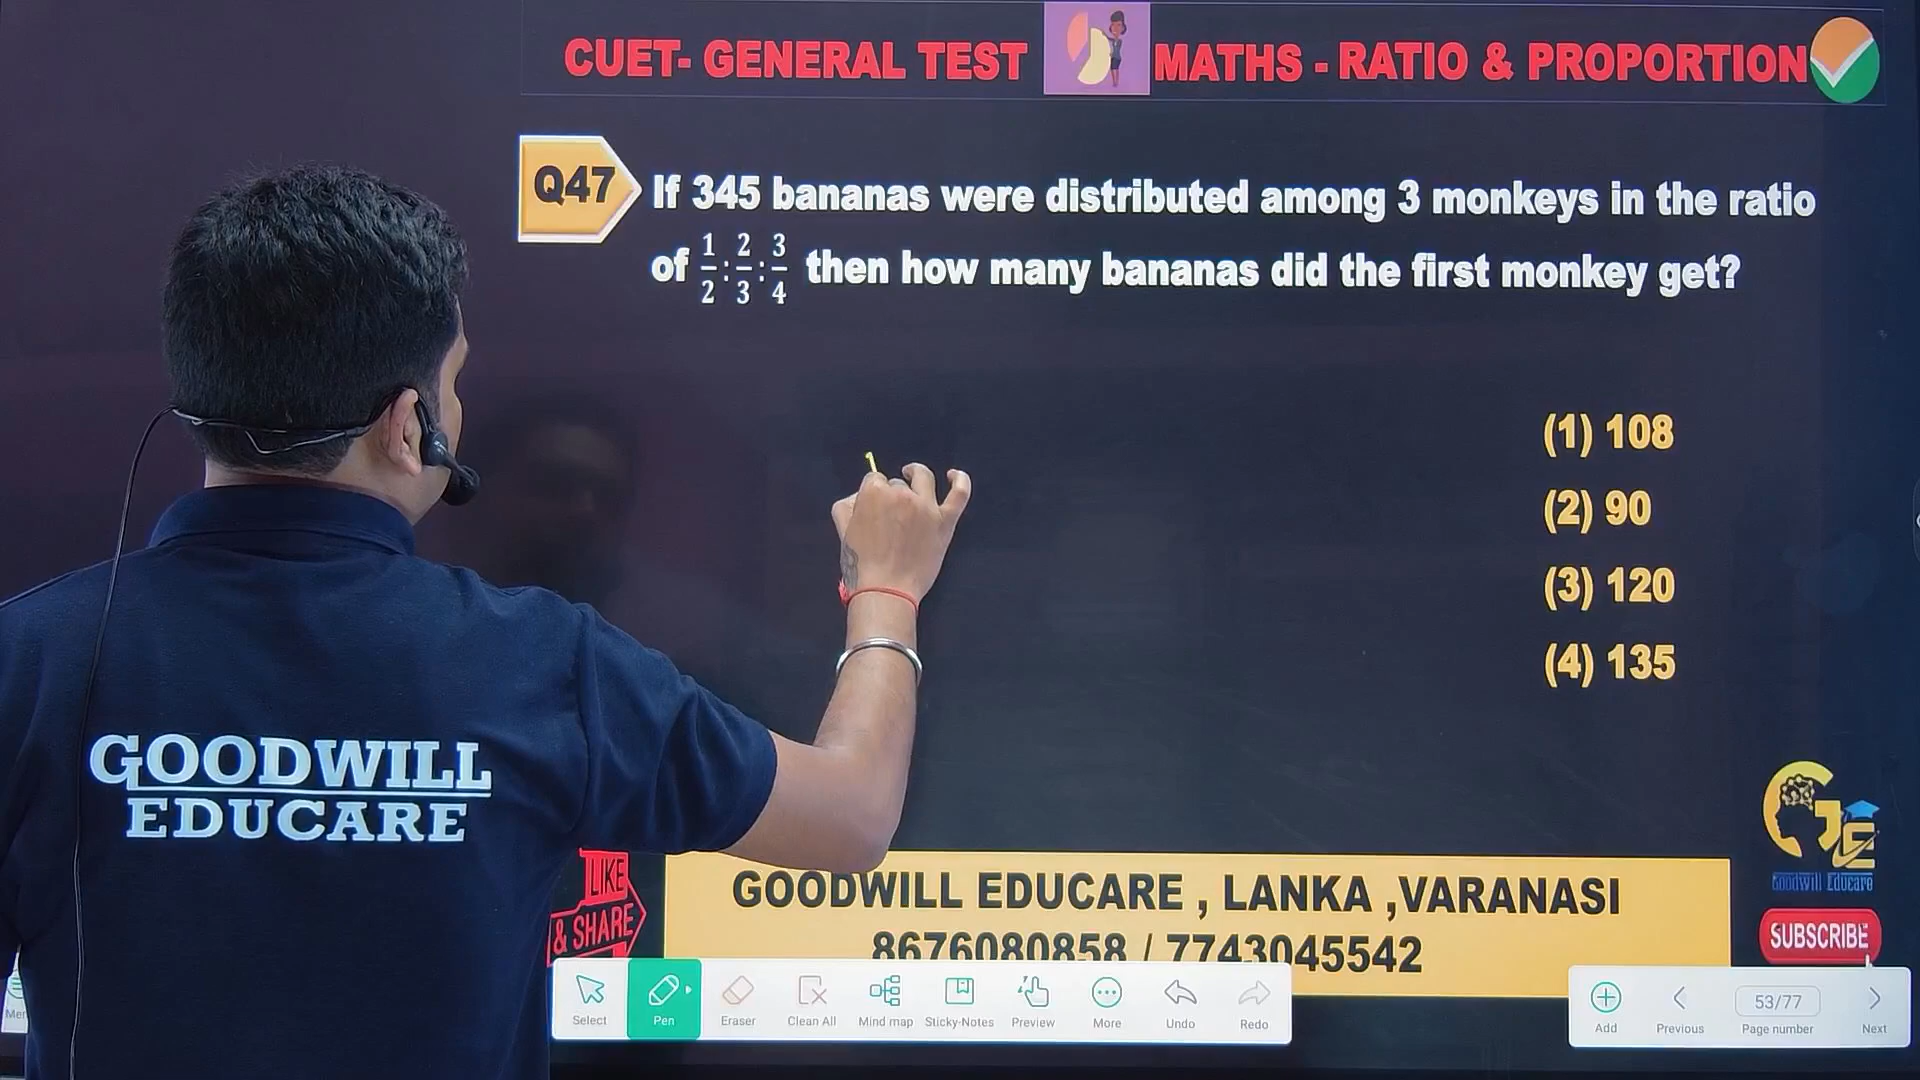 CUET- GENERAL TEST MATHS - RATIO & PROPORTION
Q47 If 345 bananas were distributed among 3 monkeys in the ratio
of 1/2 : 2/3 : 3/4 then how many bananas did the first monkey get?
(1) 108
(2) 90
(3) 120
(4) 135
GOODWILL
EDUCARE
LIKE
& SHARE
GOODWILL EDUCARE , LANKA ,VARANASI
8676080858 / 7743045542
GE
Goodwill Educare
SUBSCRIBE
Select Pen Eraser Clean All Mind map Sticky-Notes Preview More Undo Redo
Add Previous 53/77 Page number Next